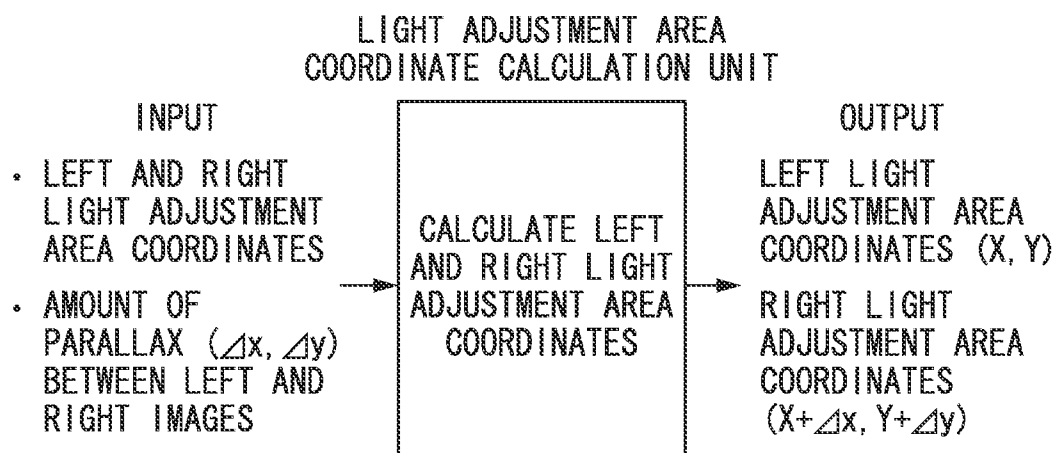 LIGHT ADJUSTMENT AREA
COORDINATE CALCULATION UNIT
INPUT
• LEFT AND RIGHT
LIGHT ADJUSTMENT
AREA COORDINATES
• AMOUNT OF
PARALLAX (⊿x, ⊿y)
BETWEEN LEFT AND
RIGHT IMAGES
CALCULATE LEFT
AND RIGHT LIGHT
ADJUSTMENT AREA
COORDINATES
OUTPUT
LEFT LIGHT
ADJUSTMENT AREA
COORDINATES (X, Y)
RIGHT LIGHT
ADJUSTMENT AREA
COORDINATES
(X+⊿x, Y+⊿y)